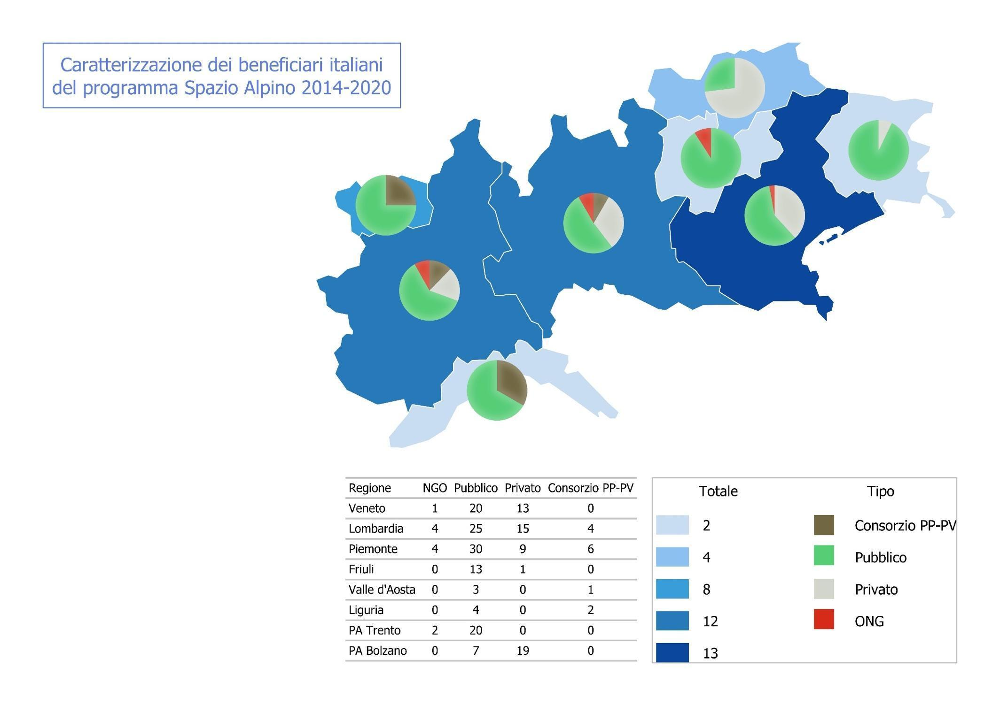 Caratterizzazione dei beneficiari italiani
del programma Spazio Alpino 2014-2020
Regione NGO Pubblico Privato Consorzio PP-PV
Veneto 1 20 13 0
Lombardia 4 25 15 4
Piemonte 4 30 9 6
Friuli 0 13 1 0
Valle d'Aosta 0 3 0 1
Liguria 0 4 0 2
PA Trento 2 20 0 0
PA Bolzano 0 7 19 0
Totale
2
4
8
12
13
Tipo
Consorzio PP-PV
Pubblico
Privato
ONG